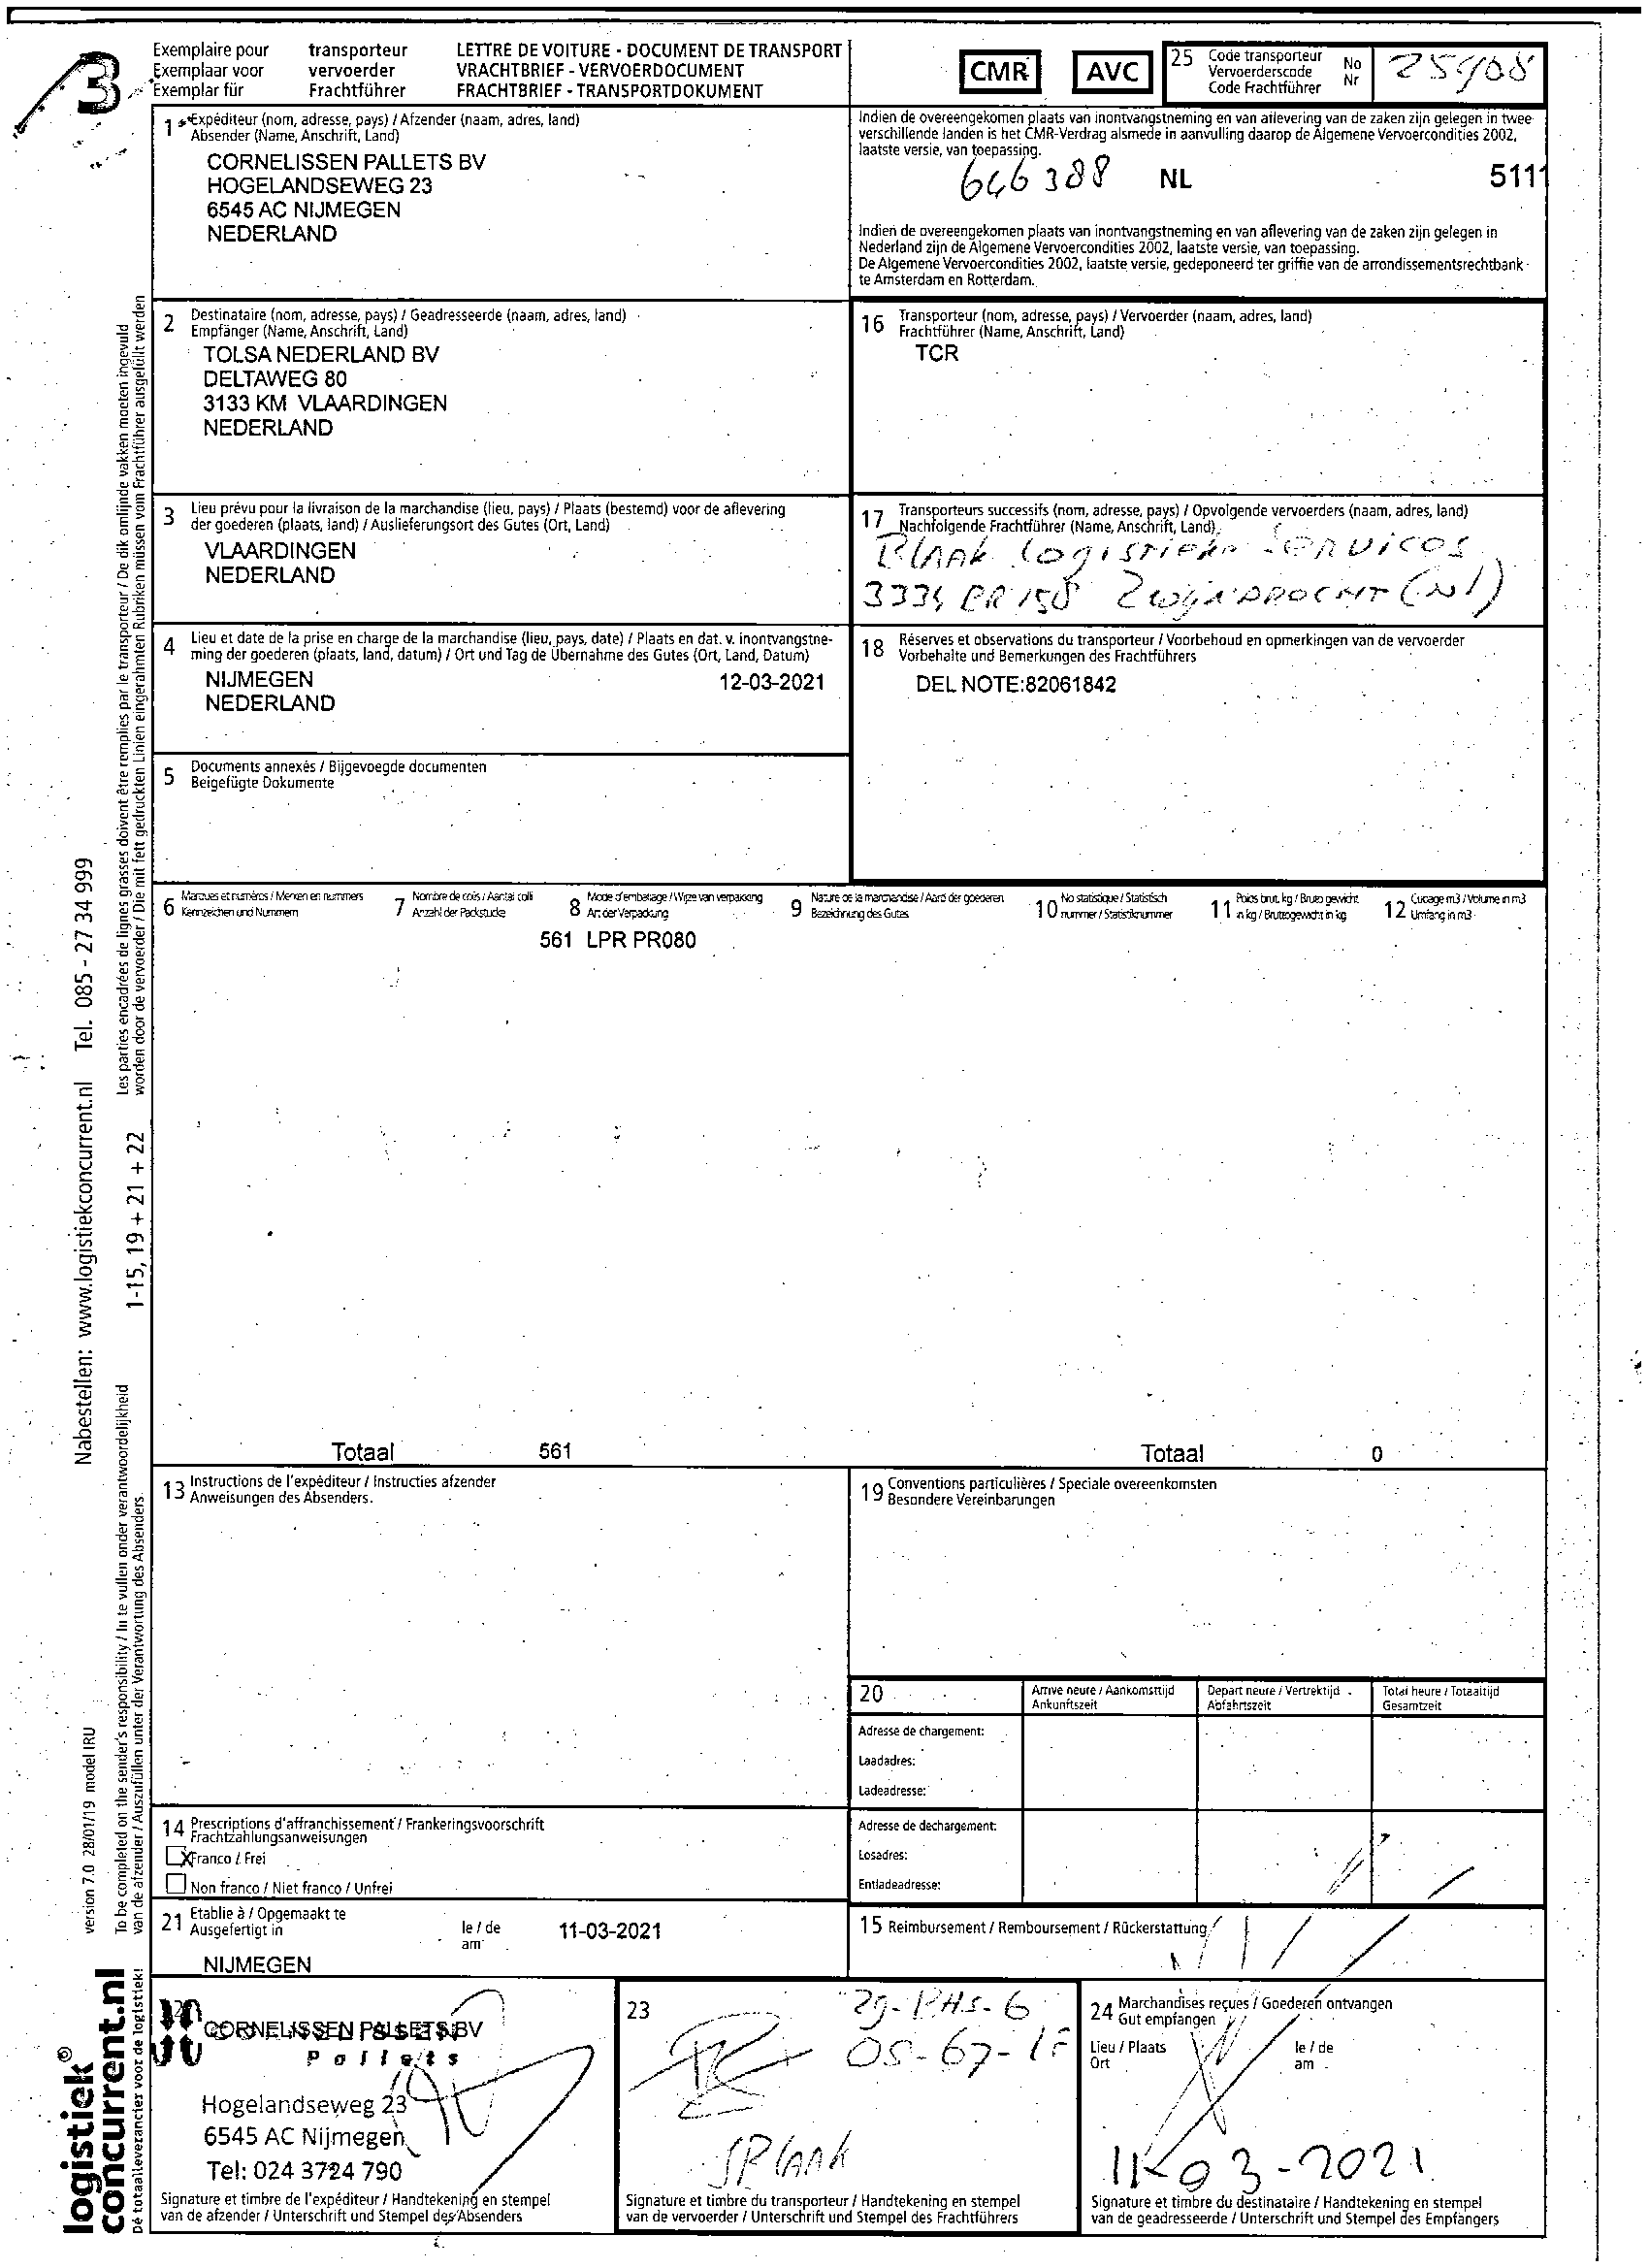 3
Exemplaire pour transporteur
Exemplaar voor vervoerder
Exemplar für Frachtführer
LETTRE DE VOITURE - DOCUMENT DE TRANSPORT
VRACHTBRIEF - VERVOERDOCUMENT
FRACHTBRIEF - TRANSPORTDOKUMENT
CMR
AVC
25 Code transporteur No
Vervoerderscode Nr
Code Frachtführer
1 Expéditeur (nom, adresse, pays) / Afzender (naam, adres, land)
Absender (Name, Anschrift, Land)
CORNELISSEN PALLETS BV
HOGELANDSEWEG 23
6545 AC NIJMEGEN
NEDERLAND
Indien de overeengekomen plaats van inontvangstneming en van aflevering van de zaken zijn gelegen in twee
verschillende landen is het CMR-Verdrag alsmede in aanvulling daarop de Algemene Vervoercondities 2002,
laatste versie, van toepassing.
646388 NL 5111
Indien de overeengekomen plaats van inontvangstneming en van aflevering van de zaken zijn gelegen in
Nederland zijn de Algemene Vervoercondities 2002, laatste versie, van toepassing.
De Algemene Vervoercondities 2002, laatste versie, gedeponeerd ter griffie van de arrondissementsrechtbank
te Amsterdam en Rotterdam.
2 Destinataire (nom, adresse, pays) / Geadresseerde (naam, adres, land)
Empfänger (Name, Anschrift, Land)
TOLSA NEDERLAND BV
DELTAWEG 80
3133 KM VLAARDINGEN
NEDERLAND
16 Transporteur (nom, adresse, pays) / Vervoerder (naam, adres, land)
Frachtführer (Name, Anschrift, Land)
TCR
3 Lieu prévu pour la livraison de la marchandise (lieu, pays) / Plaats (bestemd) voor de aflevering
der goederen (plaats, land) / Auslieferungsort des Gutes (Ort, Land)
VLAARDINGEN
NEDERLAND
17 Transporteurs successifs (nom, adresse, pays) / Opvolgende vervoerders (naam, adres, land)
Nachfolgende Frachtführer (Name, Anschrift, Land)
4 Lieu et date de la prise en charge de la marchandise (lieu, pays, date) / Plaats en dat. v. inontvangstne-
ming der goederen (plaats, land, datum) / Ort und Tag de Übernahme des Gutes (Ort, Land, Datum)
NIJMEGEN 12-03-2021
NEDERLAND
18 Réserves et observations du transporteur / Voorbehoud en opmerkingen van de vervoerder
Vorbehalte und Bemerkungen des Frachtführers
DEL NOTE:82061842
5 Documents annexés / Bijgevoegde documenten
Beigefügte Dokumente
6 Marques et numéros / Merken en nummers
Kennzeichen und Nummern
7 Nombre de colis / Aantal colli
Anzahl der Packstucke
8 Mode d'embatage / Wijze van verpakking
Art der Verpackung
9 Nature de la marchandise / Aard der goederen
Bezeichnung des Gutes
10 No statistique / Statistisch
nummer / Statistiknummer
11 Poids brut, kg / Bruto gewicht
in kg / Bruttogewicht in kg
12 Cucage m3 / Volume in m3
Umfang in m3
561 LPR PR080
Totaal 561 Totaal 0
13 Instructions de l'expéditeur / Instructies afzender
Anweisungen des Absenders.
19 Conventions particulières / Speciale overeenkomsten
Besondere Vereinbarungen
20 Arrive heure / Aankomsttijd
Ankunftszeit
Depart heure / Vertrektijd
Abfahrtszeit
Total heure / Totaaltijd
Gesamtzeit
Adresse de chargement:
Laadadres:
Ladeadresse:
Adresse de dechargement:
Losadres:
Entladeadresse:
14 Prescriptions d'affranchissement / Frankeringsvoorschrift
Frachtzahlungsanweisungen
X Franco / Frei
Non franco / Niet franco / Unfrei
21 Etablie à / Opgemaakt te
Ausgefertigt in
le / de
am
11-03-2021
NIJMEGEN
15 Reimbursement / Remboursement / Rückerstattung
CORNELISSEN PALLETS BV
Pallets
Hogelandseweg 23
6545 AC Nijmegen
Tel: 024 3724 790
Signature et timbre de l'expéditeur / Handtekening en stempel
van de afzender / Unterschrift und Stempel des Absenders
23
Signature et timbre du transporteur / Handtekening en stempel
van de vervoerder / Unterschrift und Stempel des Frachtführers
24 Marchandises reçues / Goederen ontvangen
Gut empfangen
Lieu / Plaats
Ort
le / de
am
Signature et timbre du destinataire / Handtekening en stempel
van de geadresseerde / Unterschrift und Stempel des Empfängers
Les parties encadrées de lignes grasses doivent être remplies par le transporteur / De dik omlijnde vakken moeten ingevuld
worden door de vervoerder / Die mit fett gedruckten Linien eingerahmten Rubriken müssen vom Frachtführer ausgefüllt werden
Nabestellen: www.logistiekconcurrent.nl Tel. 085 - 27 34 999
1-15, 19 + 21 + 22
To be completed on the sender's responsibility / In te vullen onder verantwoordelijkheid
van de afzender / Auszufüllen unter der Verantwortung des Absenders
version 7.0 28/01/19 model IRU
logistiek®
concurrent.nl
Dé totaalleverancier voor de logistiek!